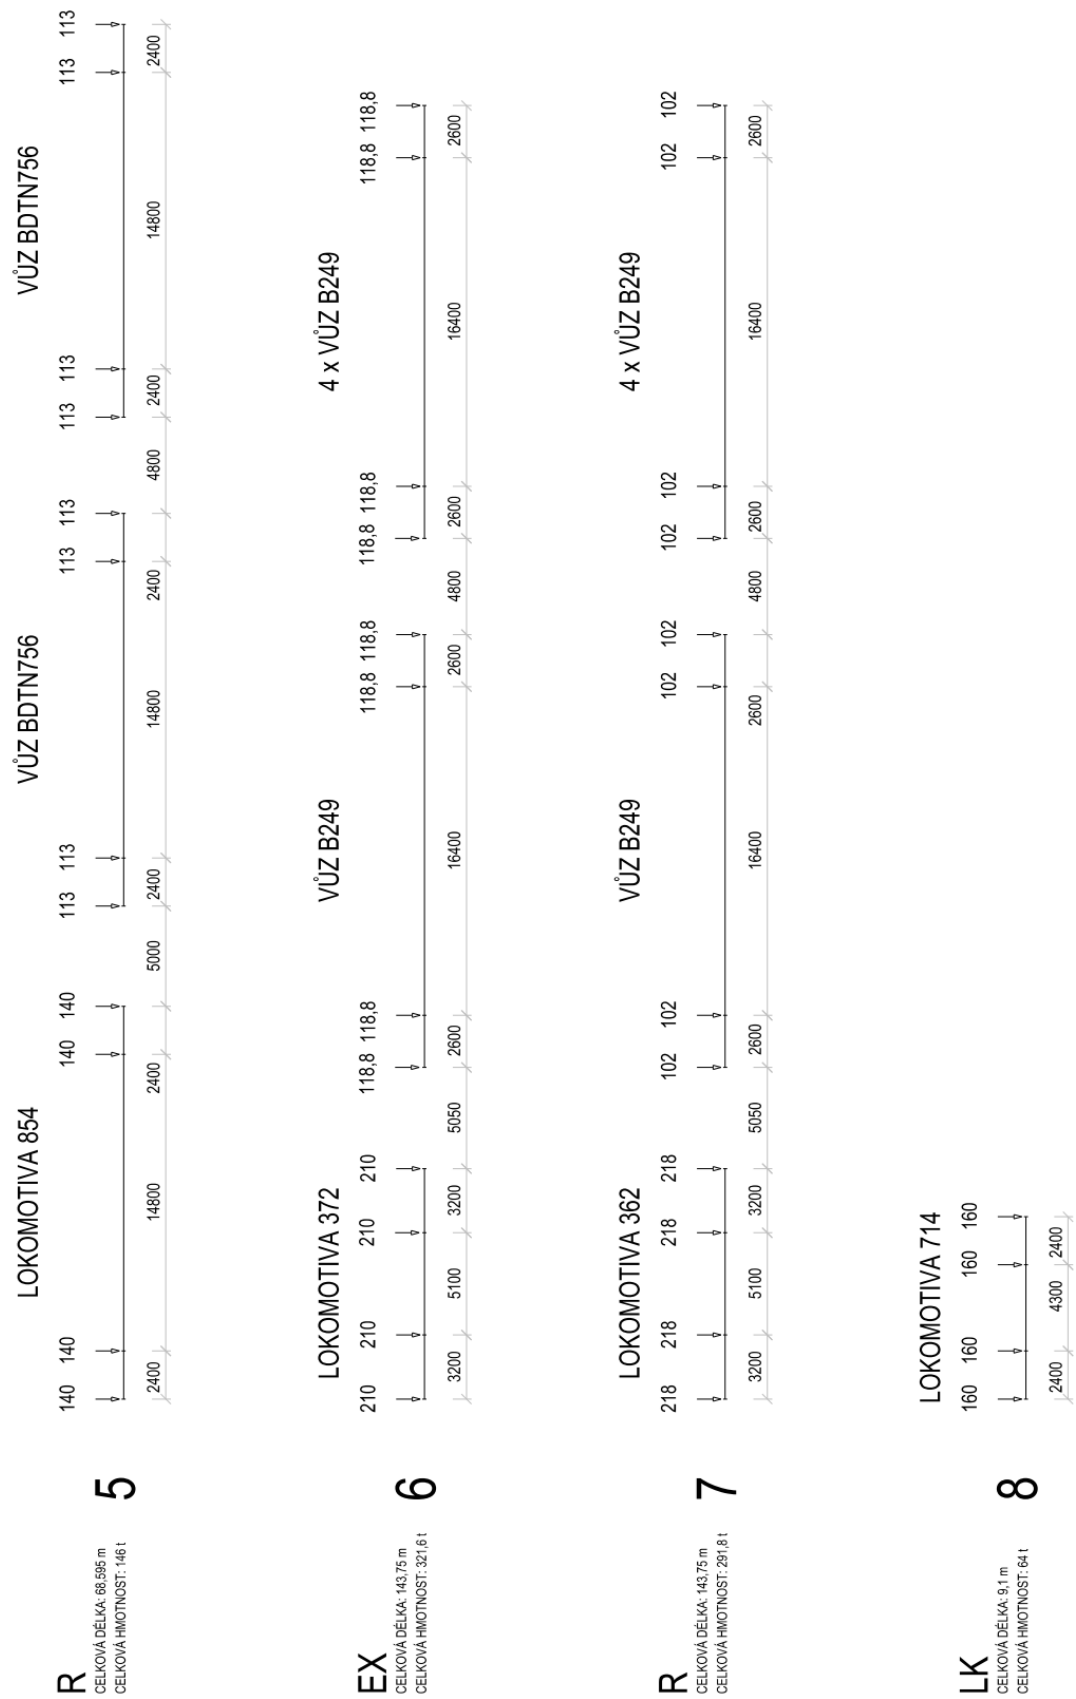 R
CELKOVÁ DÉLKA: 68,595 m
CELKOVÁ HMOTNOST: 146 t
5
LOKOMOTIVA 854 VŮZ BDTN756 VŮZ BDTN756
140 140 140 140 113 113 113 113 113 113 113 113
2400 14800 2400 5000 2400 14800 2400 4800 2400 14800 2400
EX
CELKOVÁ DÉLKA: 143,75 m
CELKOVÁ HMOTNOST: 321,6 t
6
LOKOMOTIVA 372 VŮZ B249 4 x VŮZ B249
210 210 210 210 118,8 118,8 118,8 118,8 118,8 118,8 118,8 118,8
3200 5100 3200 5050 2600 16400 2600 4800 2600 16400 2600
R
CELKOVÁ DÉLKA: 143,75 m
CELKOVÁ HMOTNOST: 291,8 t
7
LOKOMOTIVA 362 VŮZ B249 4 x VŮZ B249
218 218 218 218 102 102 102 102 102 102 102 102
3200 5100 3200 5050 2600 16400 2600 4800 2600 16400 2600
LK
CELKOVÁ DÉLKA: 9,1 m
CELKOVÁ HMOTNOST: 64 t
8
LOKOMOTIVA 714
160 160 160 160
2400 4300 2400